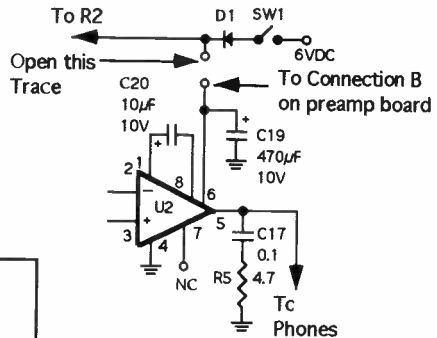 To R2
D1
SW1
6VDC
Open this
Trace
To Connection B
on preamp board
C20
10µF
10V
+
+
C19
470µF
10V
1
2
8
6
−
U2
+
5
3
4
7
NC
C17
0.1
R5
4.7
Tc
Phones